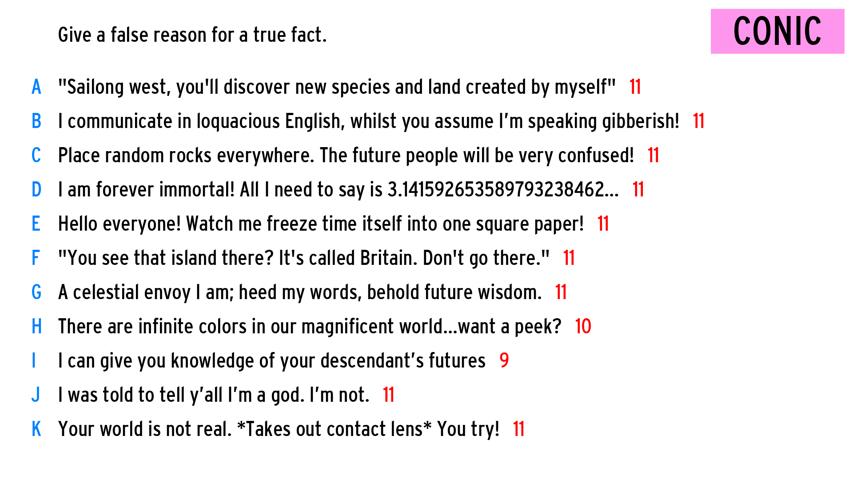 Give a false reason for a true fact.
CONIC
A "Sailong west, you'll discover new species and land created by myself" 11
B I communicate in loquacious English, whilst you assume I'm speaking gibberish! 11
C Place random rocks everywhere. The future people will be very confused! 11
D I am forever immortal! All I need to say is 3.141592653589793238462... 11
E Hello everyone! Watch me freeze time itself into one square paper! 11
F "You see that island there? It's called Britain. Don't go there." 11
G A celestial envoy I am; heed my words, behold future wisdom. 11
H There are infinite colors in our magnificent world...want a peek? 10
I I can give you knowledge of your descendant's futures 9
J I was told to tell y'all I'm a god. I'm not. 11
K Your world is not real. *Takes out contact lens* You try! 11